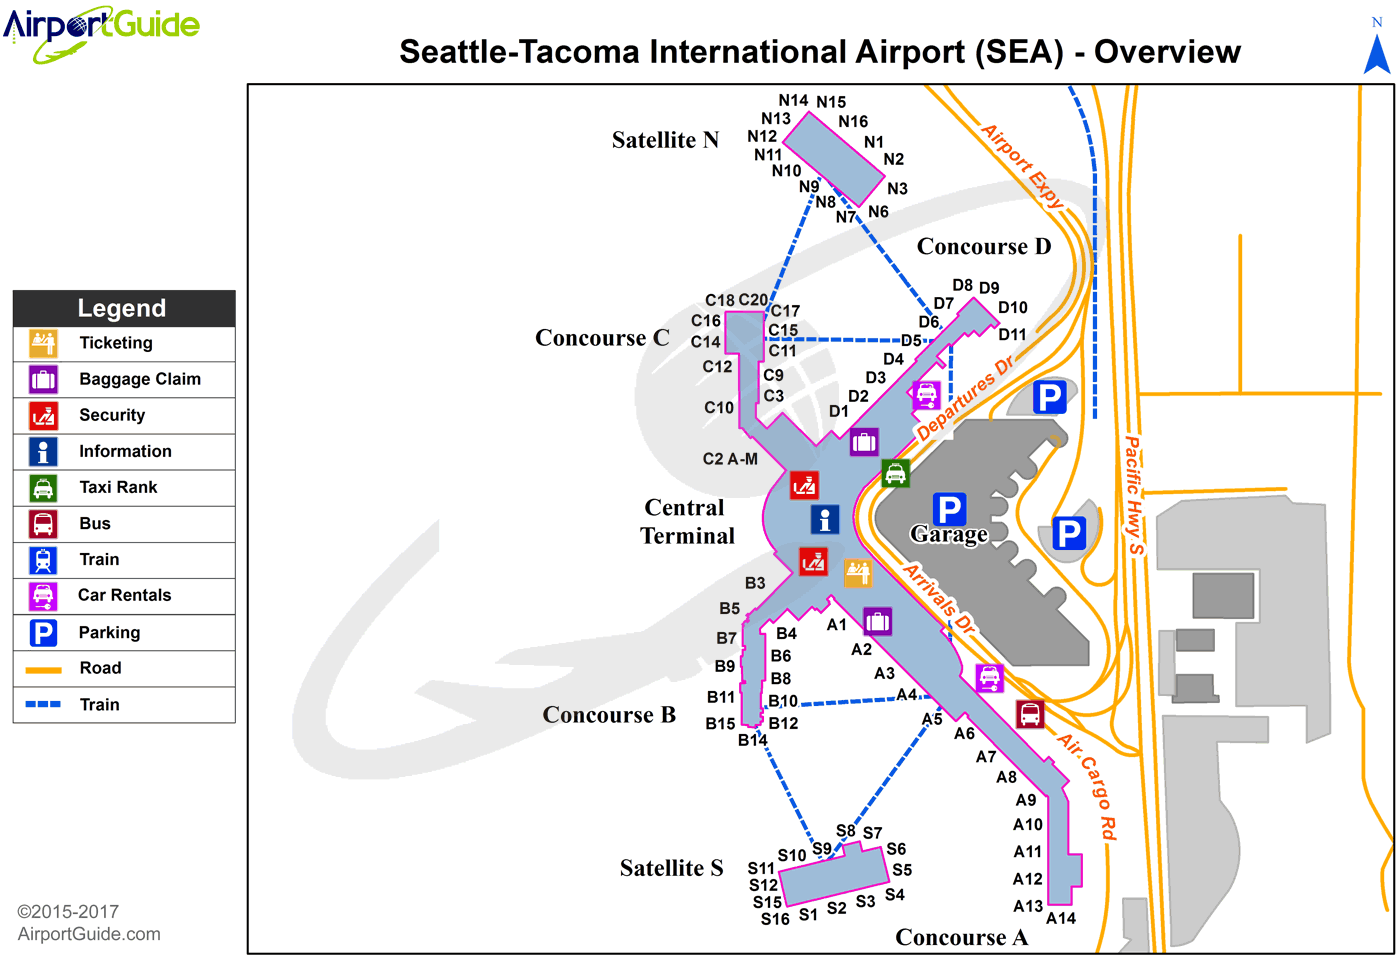 AirportGuide
Seattle-Tacoma International Airport (SEA) - Overview
N
Legend
Ticketing
Baggage Claim
Security
Information
Taxi Rank
Bus
Train
Car Rentals
Parking
Road
Train
©2015-2017
AirportGuide.com
Satellite N
N14
N15
N13
N16
N12
N1
N11
N2
N10
N3
N9
N8
N7
N6
Airport Expy
Concourse D
D8
D9
D7
D10
D6
D11
D5
D4
D3
D2
D1
Concourse C
C18
C20
C17
C16
C15
C14
C11
C12
C9
C3
C10
C2 A-M
Departures Dr
P
P
P
P
Garage
Pacific Hwy S
Central
Terminal
i
Arrivals Dr
B3
B5
B7
B4
B9
B6
B8
B11
B10
B15
B12
B14
Concourse B
A1
A2
A3
A4
A5
A6
A7
A8
A9
A10
A11
A12
A13
A14
Concourse A
Air Cargo Rd
Satellite S
S8
S7
S9
S6
S10
S5
S11
S4
S12
S3
S15
S2
S16
S1